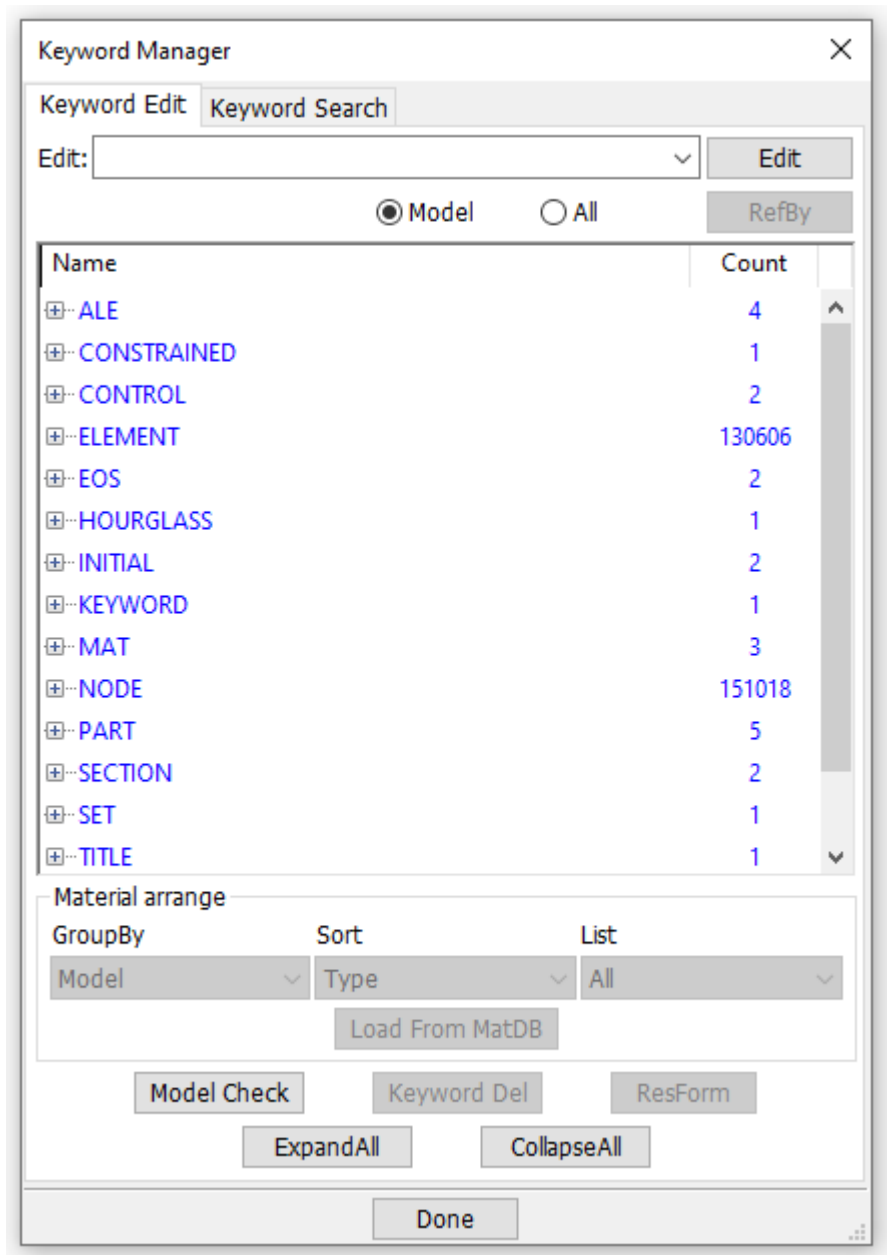 Keyword Manager
Keyword Edit Keyword Search
Edit: Edit
Model All RefBy
Name Count
ALE 4
CONSTRAINED 1
CONTROL 2
ELEMENT 130606
EOS 2
HOURGLASS 1
INITIAL 2
KEYWORD 1
MAT 3
NODE 151018
PART 5
SECTION 2
SET 1
TITLE 1
Material arrange
GroupBy Sort List
Model Type All
Load From MatDB
Model Check Keyword Del ResForm
ExpandAll CollapseAll
Done